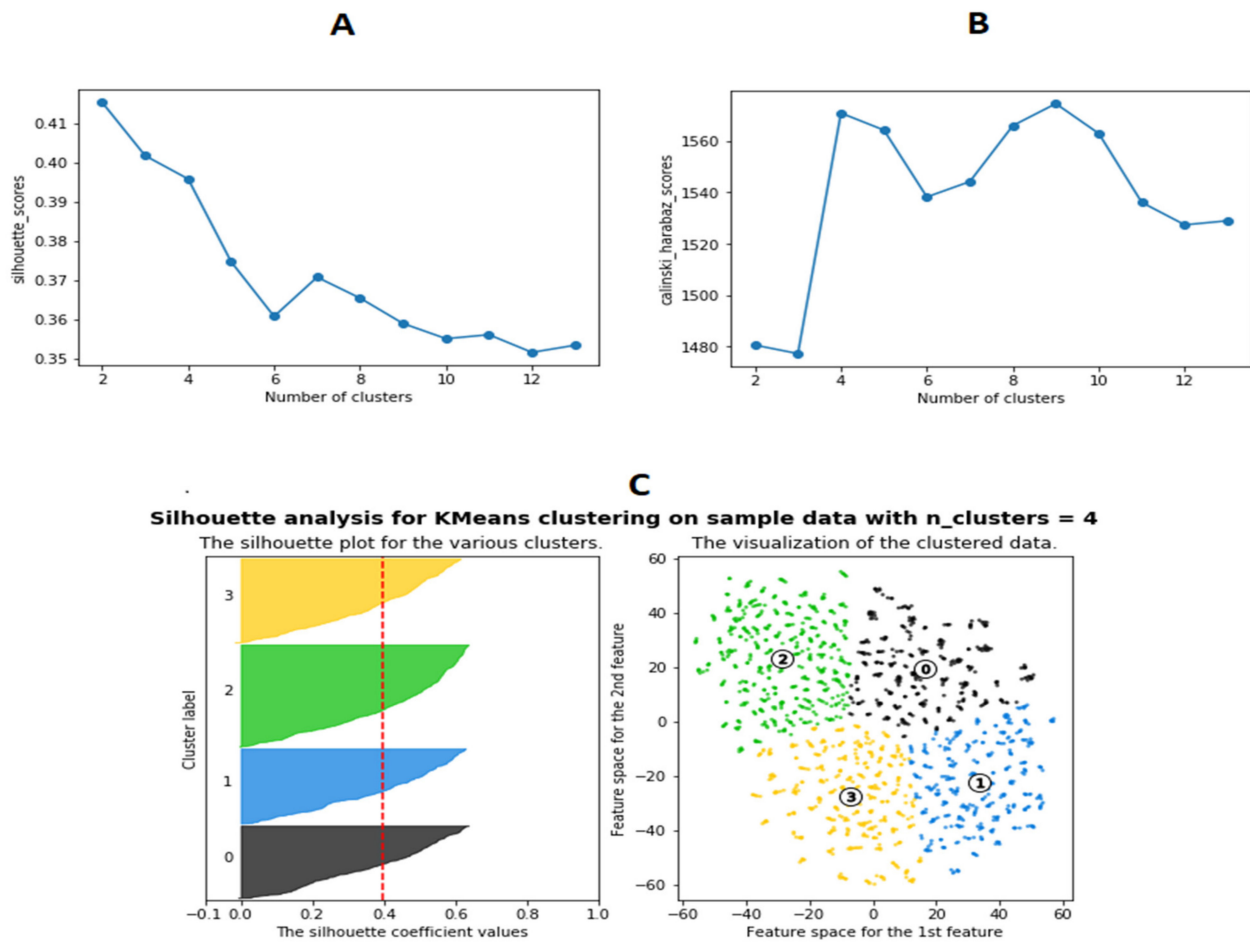 A
B
0.41
0.40
0.39
0.38
0.37
0.36
0.35
silhouette_scores
2 4 6 8 10 12
Number of clusters
1560
1540
1520
1500
1480
calinski_harabaz_scores
2 4 6 8 10 12
Number of clusters
C
Silhouette analysis for KMeans clustering on sample data with n_clusters = 4
The silhouette plot for the various clusters.
3
2
1
0
Cluster label
−0.1 0.0 0.2 0.4 0.6 0.8 1.0
The silhouette coefficient values
The visualization of the clustered data.
60
40
20
0
−20
−40
−60
Feature space for the 2nd feature
2
0
1
3
−60 −40 −20 0 20 40 60
Feature space for the 1st feature